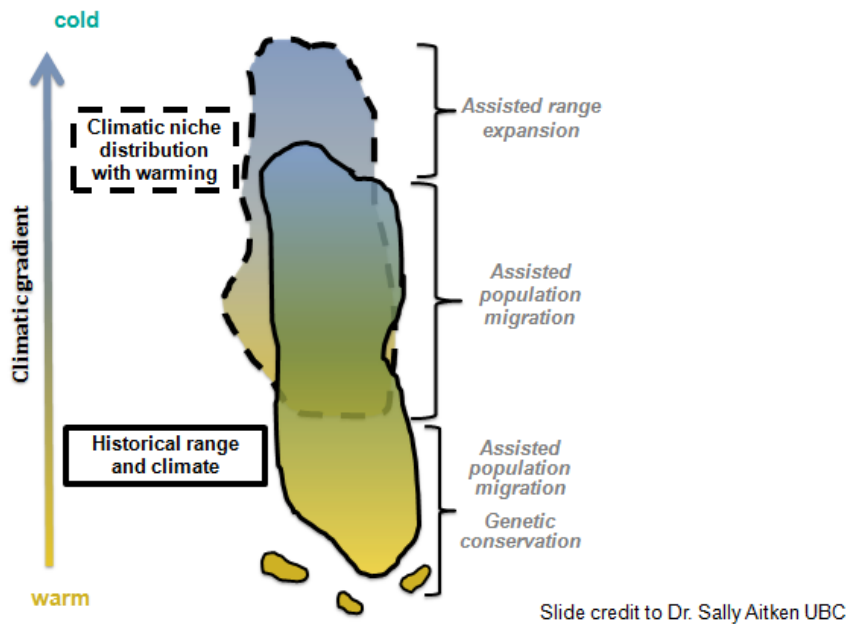 cold
Climatic niche
distribution
with warming
Assisted range
expansion
Climatic gradient
Assisted
population
migration
Historical range
and climate
Assisted
population
migration
Genetic
conservation
warm
Slide credit to Dr. Sally Aitken UBC